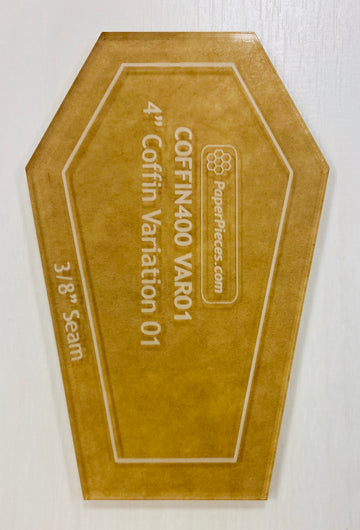 PaperPieces.com
COFFIN400 VAR01
4” Coffin Variation 01
3/8” Seam